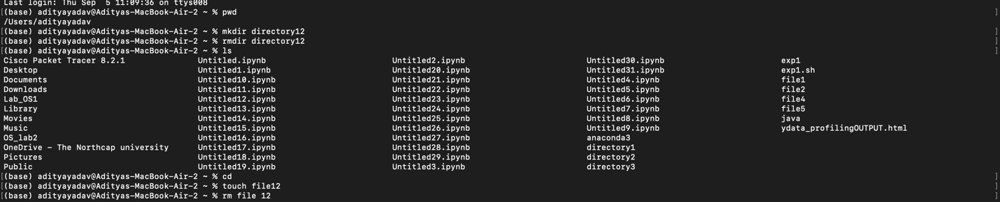 Last login: Thu Sep  5 11:09:36 on ttys008
[(base) adityayadav@Adityas-MacBook-Air-2 ~ % pwd ]
/Users/adityayadav
[(base) adityayadav@Adityas-MacBook-Air-2 ~ % mkdir directory12 ]
[(base) adityayadav@Adityas-MacBook-Air-2 ~ % rmdir directory12 ]
[(base) adityayadav@Adityas-MacBook-Air-2 ~ % ls ]
Cisco Packet Tracer 8.2.1 Untitled.ipynb Untitled2.ipynb Untitled30.ipynb exp1
Desktop Untitled1.ipynb Untitled20.ipynb Untitled31.ipynb exp1.sh
Documents Untitled10.ipynb Untitled21.ipynb Untitled4.ipynb file1
Downloads Untitled11.ipynb Untitled22.ipynb Untitled5.ipynb file2
Lab_OS1 Untitled12.ipynb Untitled23.ipynb Untitled6.ipynb file4
Library Untitled13.ipynb Untitled24.ipynb Untitled7.ipynb file5
Movies Untitled14.ipynb Untitled25.ipynb Untitled8.ipynb java
Music Untitled15.ipynb Untitled26.ipynb Untitled9.ipynb ydata_profilingOUTPUT.html
OS_lab2 Untitled16.ipynb Untitled27.ipynb anaconda3
OneDrive - The Northcap university Untitled17.ipynb Untitled28.ipynb directory1
Pictures Untitled18.ipynb Untitled29.ipynb directory2
Public Untitled19.ipynb Untitled3.ipynb directory3
[(base) adityayadav@Adityas-MacBook-Air-2 ~ % cd ]
[(base) adityayadav@Adityas-MacBook-Air-2 ~ % touch file12 ]
[(base) adityayadav@Adityas-MacBook-Air-2 ~ % rm file 12 ]